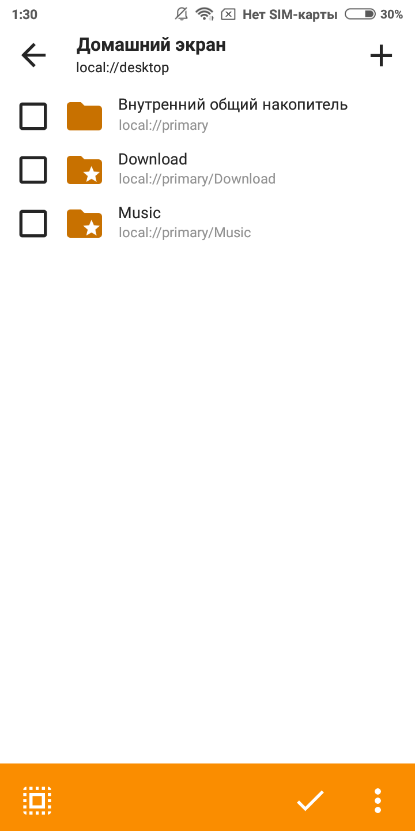 1:30 Нет SIM-карты 30%
Домашний экран
local://desktop
Внутренний общий накопитель
local://primary
Download
local://primary/Download
Music
local://primary/Music